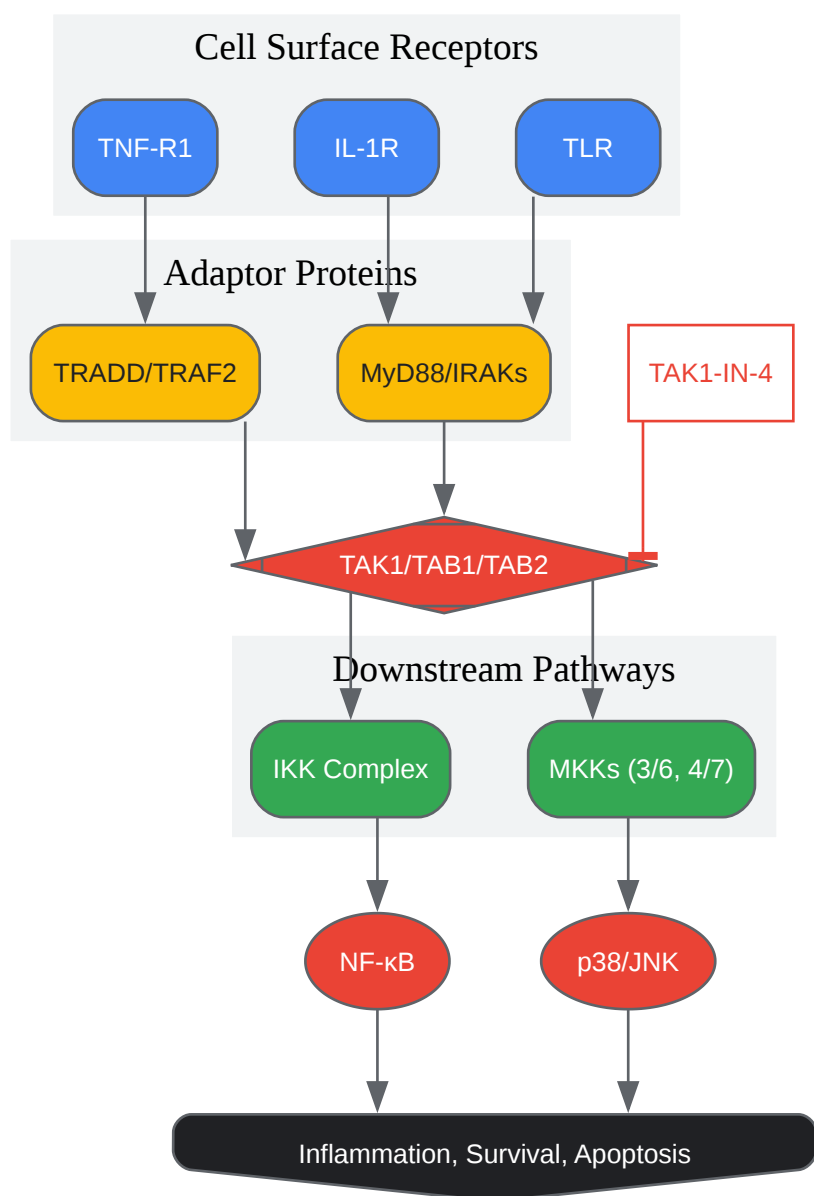 Cell Surface Receptors
TNF-R1
IL-1R
TLR
Adaptor Proteins
TRADD/TRAF2
MyD88/IRAKs
TAK1-IN-4
TAK1/TAB1/TAB2
Downstream Pathways
IKK Complex
MKKs (3/6, 4/7)
NF-κB
p38/JNK
Inflammation, Survival, Apoptosis